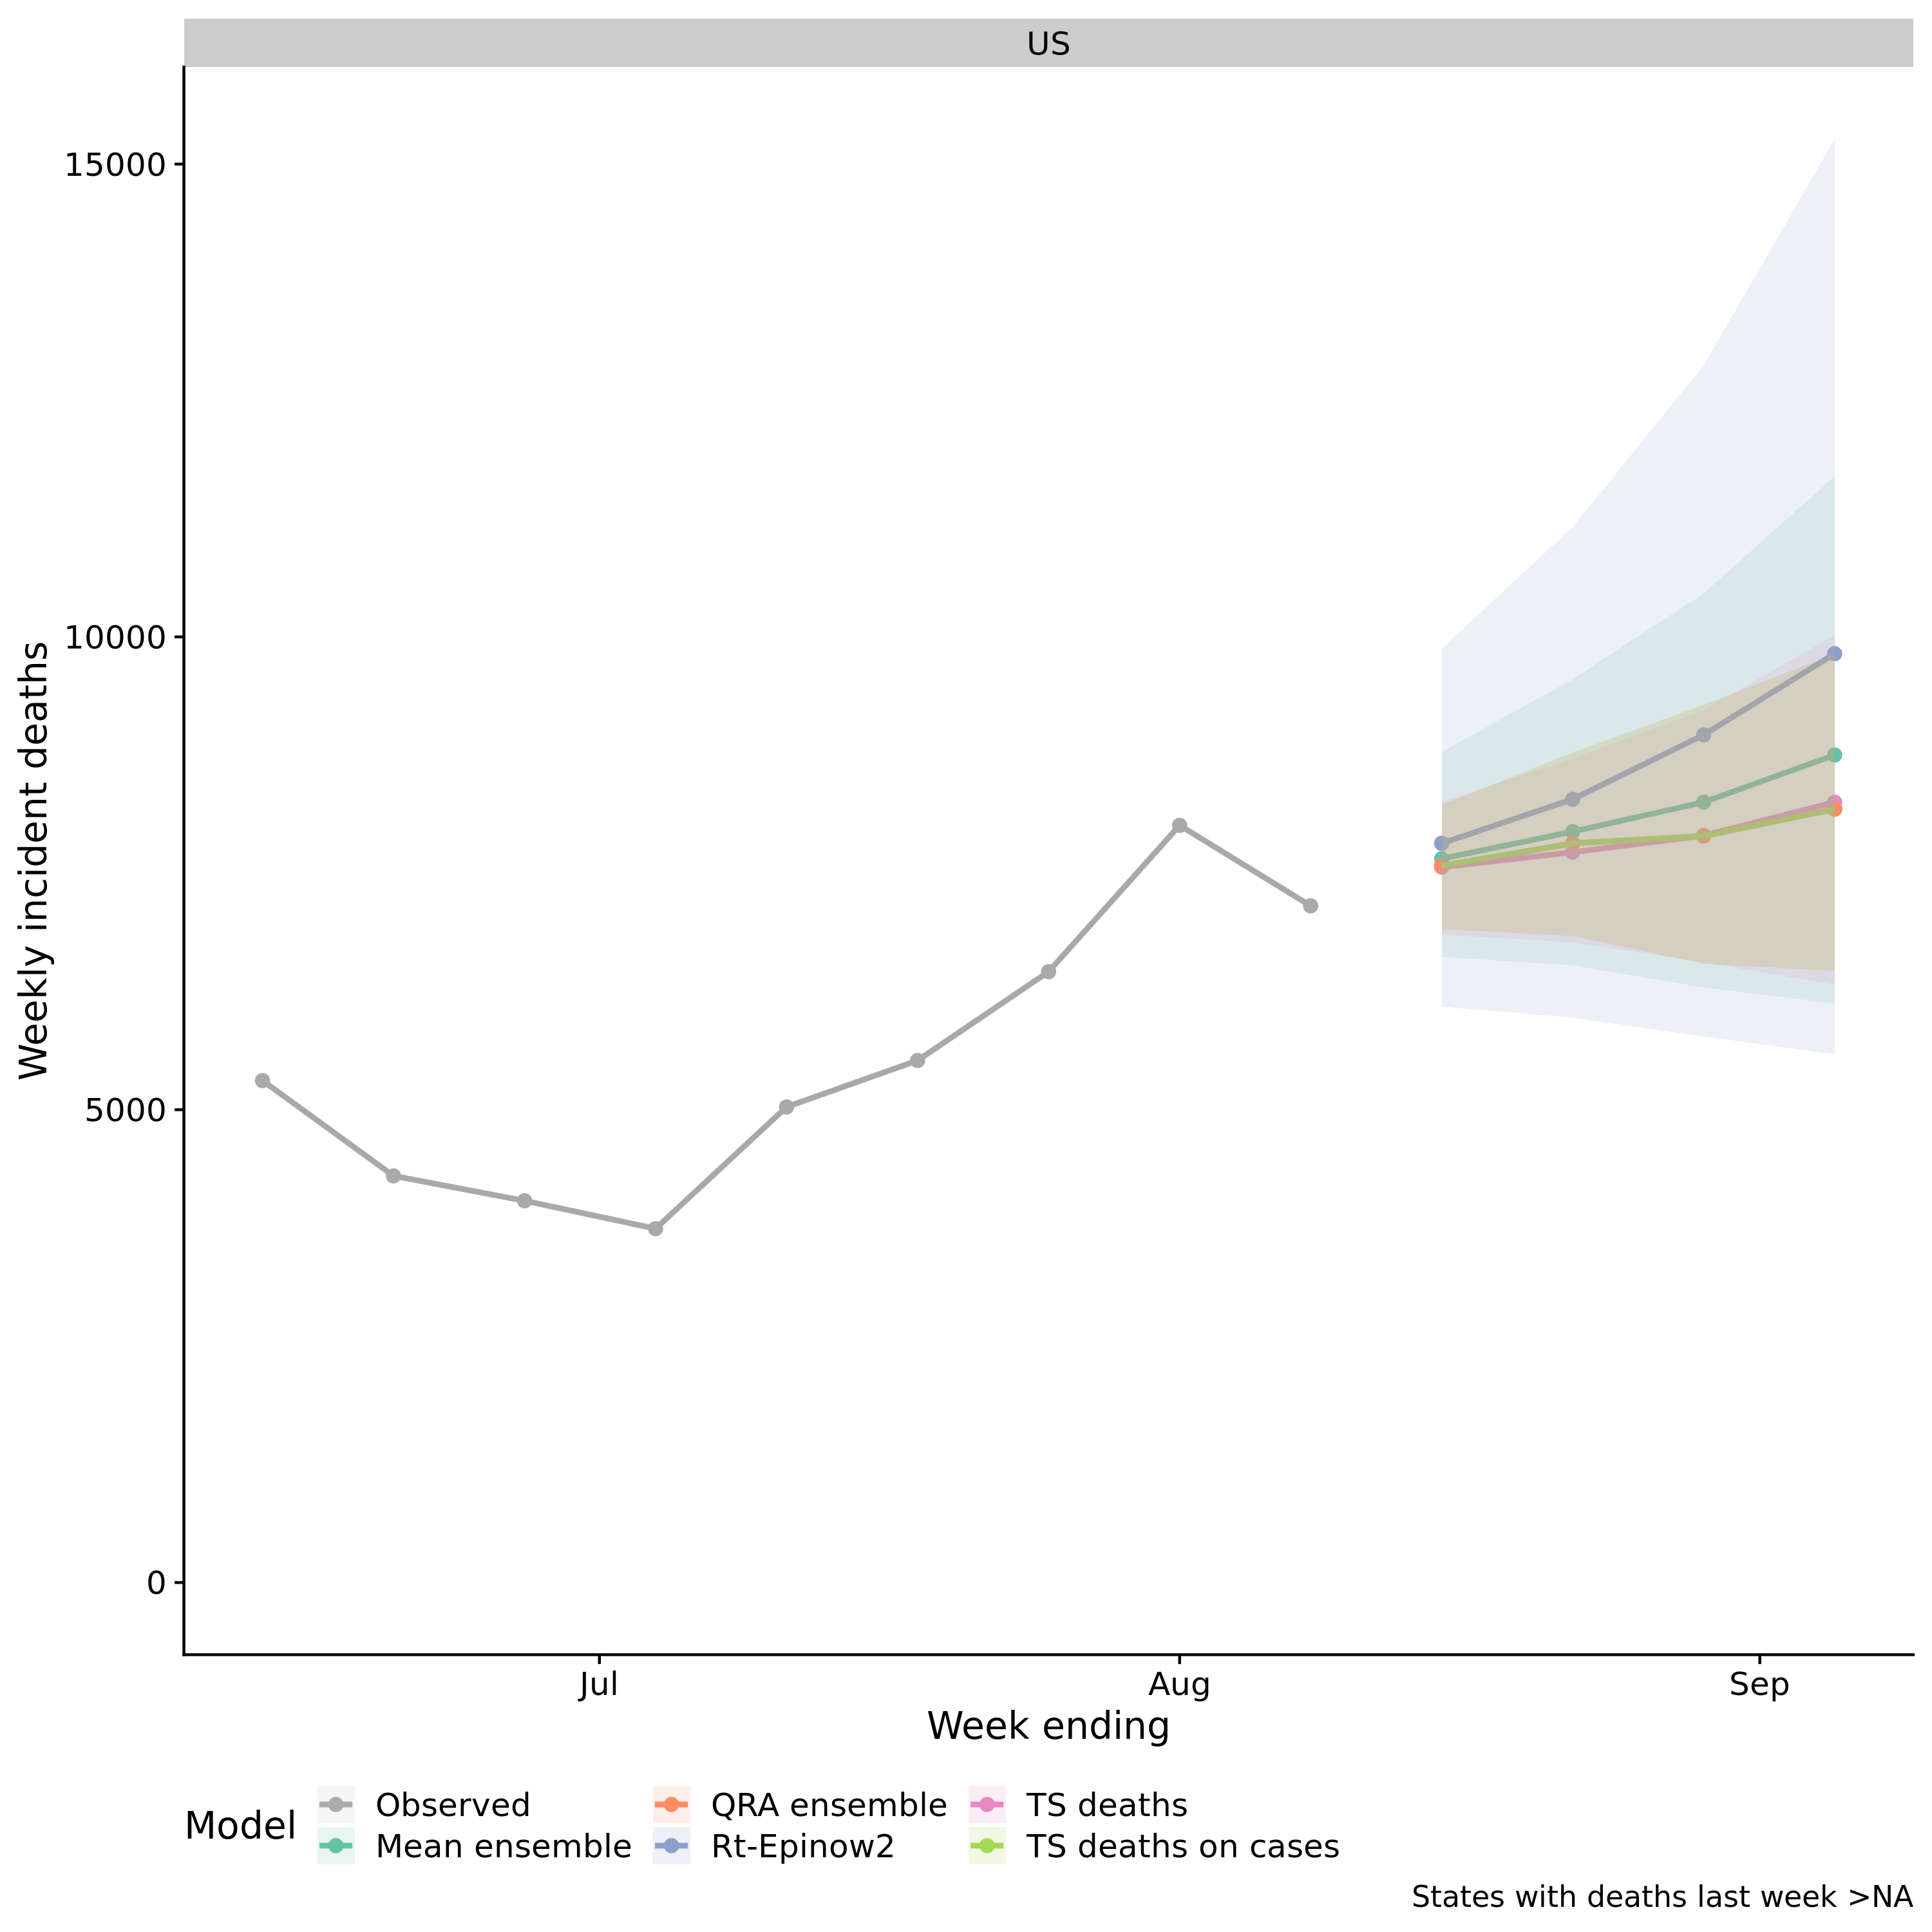 US
15000
10000
5000
0
Weekly incident deaths
Jul
Aug
Sep
Week ending
Model
Observed
QRA ensemble
TS deaths
Mean ensemble
Rt-Epinow2
TS deaths on cases
States with deaths last week >NA